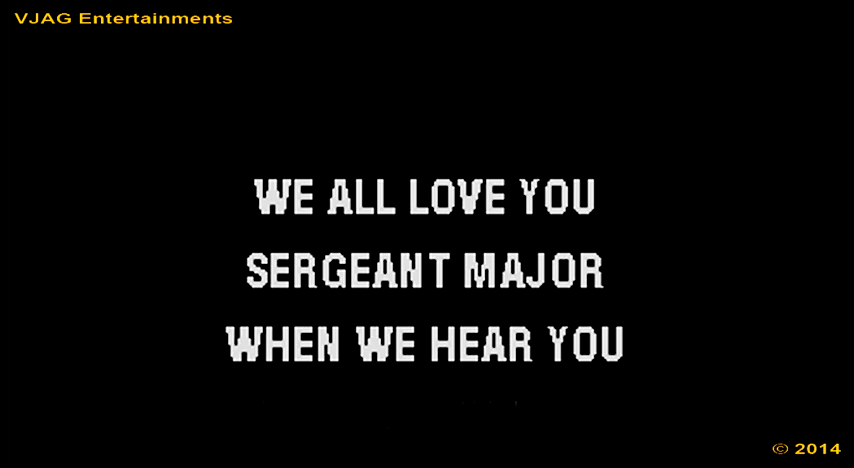 VJAG Entertainments
WE ALL LOVE YOU
SERGEANT MAJOR
WHEN WE HEAR YOU
© 2014